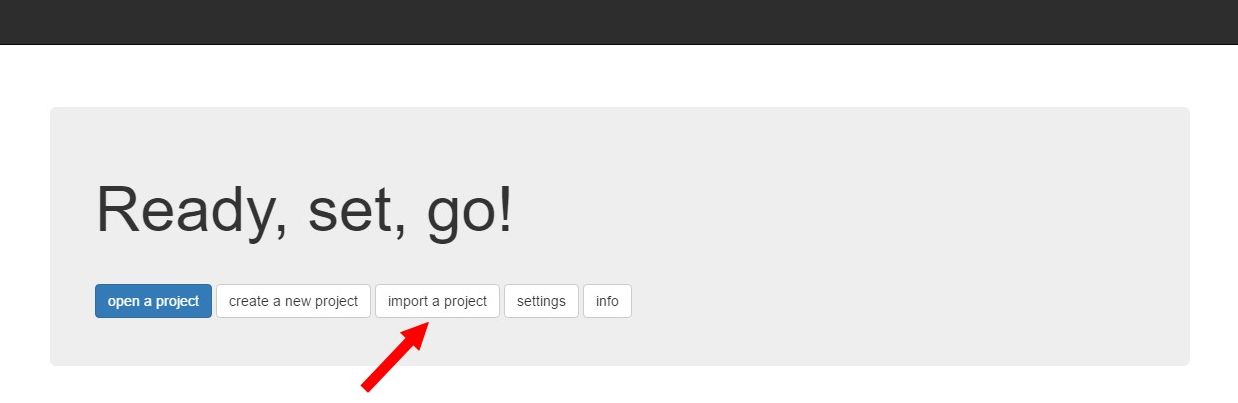 Ready, set, go!
open a project create a new project import a project settings info